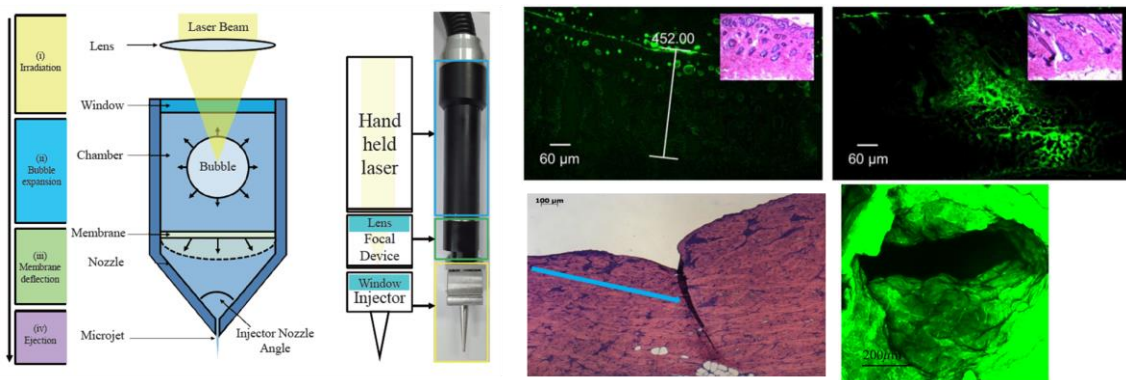 (i)
Irradiation
(ii)
Bubble
expansion
(iii)
Membrane
deflection
(iv)
Ejection
Laser Beam
Lens
Window
Chamber
Bubble
Membrane
Nozzle
Microjet
Injector Nozzle
Angle
Hand
held
laser
Lens
Focal
Device
Window
Injector
452.00
60 μm
60 μm
100 μm
200μm